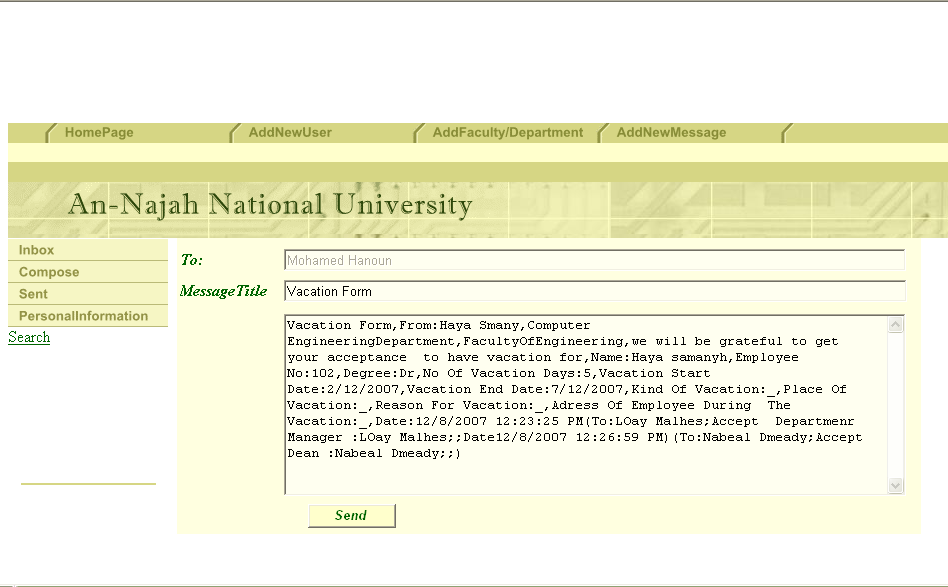 HomePage AddNewUser AddFaculty/Department AddNewMessage
An-Najah National University
Inbox
Compose
Sent
PersonalInformation
Search
To: Mohamed Hanoun
MessageTitle Vacation Form
Vacation Form,From:Haya Smany,Computer
EngineeringDepartment,FacultyOfEngineering,we will be grateful to get
your acceptance  to have vacation for,Name:Haya samanyh,Employee
No:102,Degree:Dr,No Of Vacation Days:5,Vacation Start
Date:2/12/2007,Vacation End Date:7/12/2007,Kind Of Vacation:_,Place Of
Vacation:_,Reason For Vacation:_,Adress Of Employee During  The
Vacation:_,Date:12/8/2007 12:23:25 PM(To:LOay Malhes;Accept  Departmenr
Manager :LOay Malhes;;Date12/8/2007 12:26:59 PM)(To:Nabeal Dmeady;Accept
Dean :Nabeal Dmeady;;)
Send